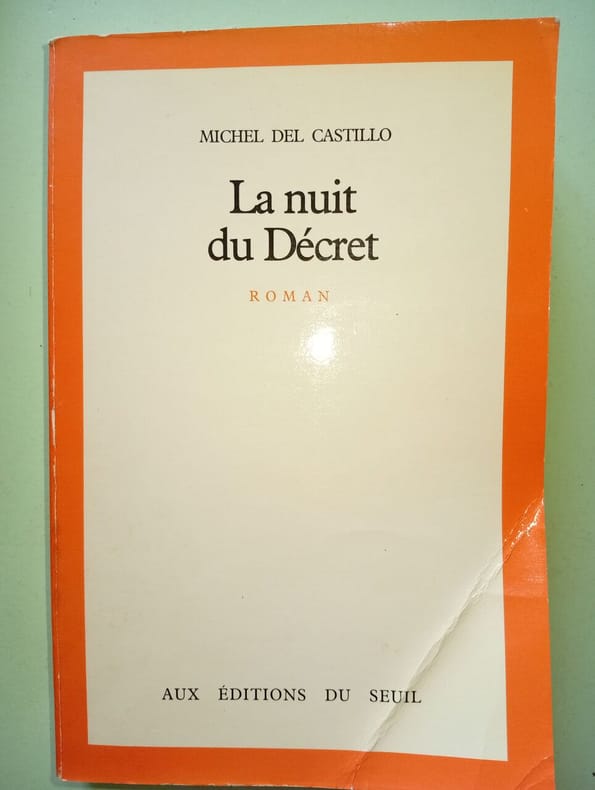 MICHEL DEL CASTILLO
La nuit
du Décret
ROMAN
AUX ÉDITIONS DU SEUIL